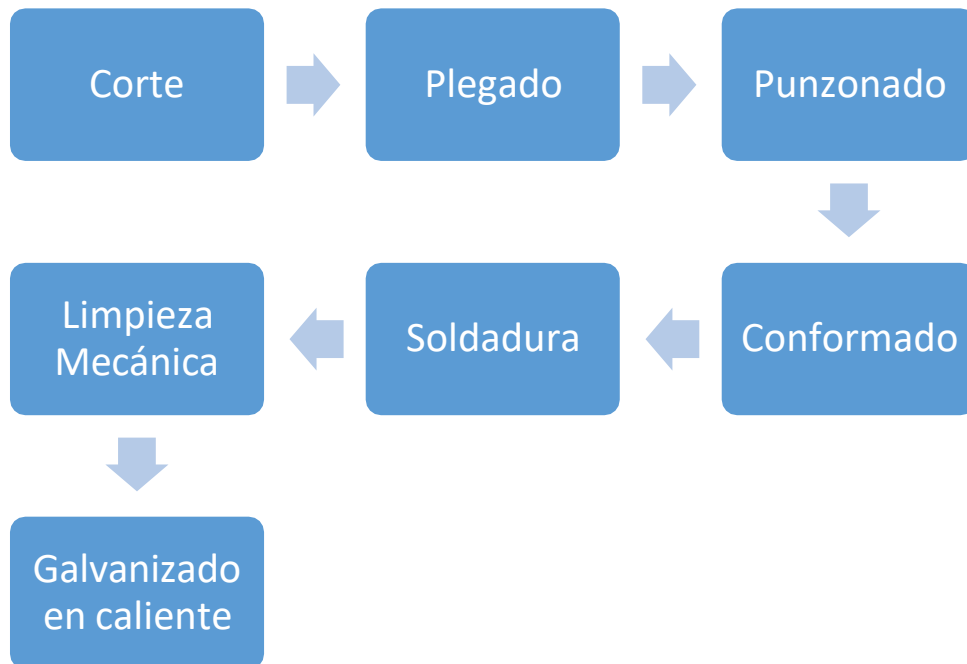 Corte
Plegado
Punzonado
Conformado
Soldadura
Limpieza
Mecánica
Galvanizado
en caliente